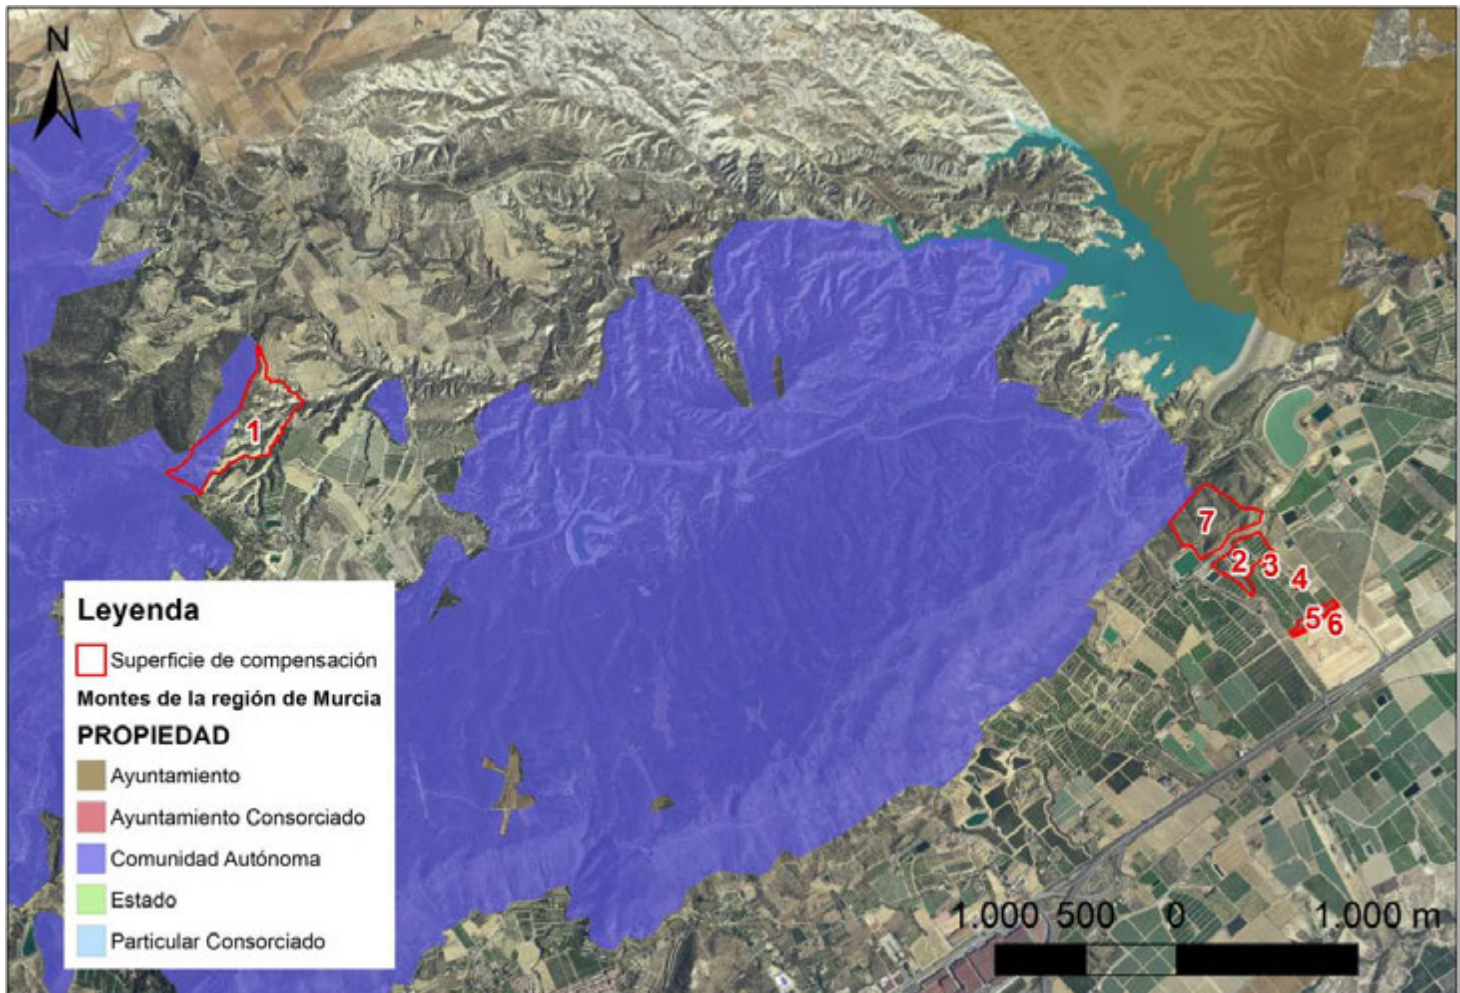 N
1
7
2
3
4
5
6
Leyenda
Superficie de compensación
Montes de la región de Murcia
PROPIEDAD
Ayuntamiento
Ayuntamiento Consorciado
Comunidad Autónoma
Estado
Particular Consorciado
1.000 500 0 1.000 m